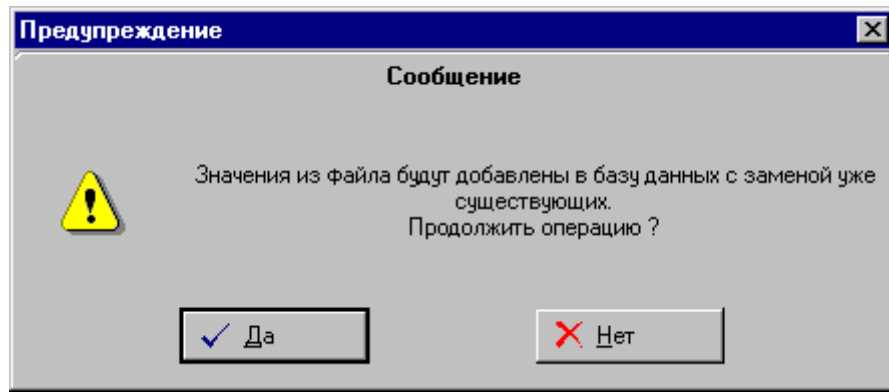 Предупреждение
Сообщение
Значения из файла будут добавлены в базу данных с заменой уже
существующих.
Продолжить операцию ?
Да
Нет